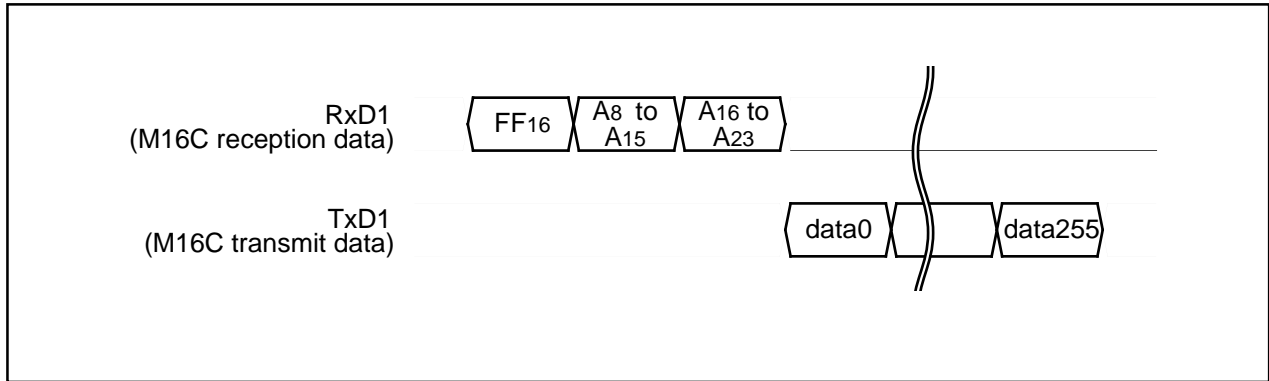 RxD1
(M16C reception data)
FF16
A8 to
A15
A16 to
A23
TxD1
(M16C transmit data)
data0
data255